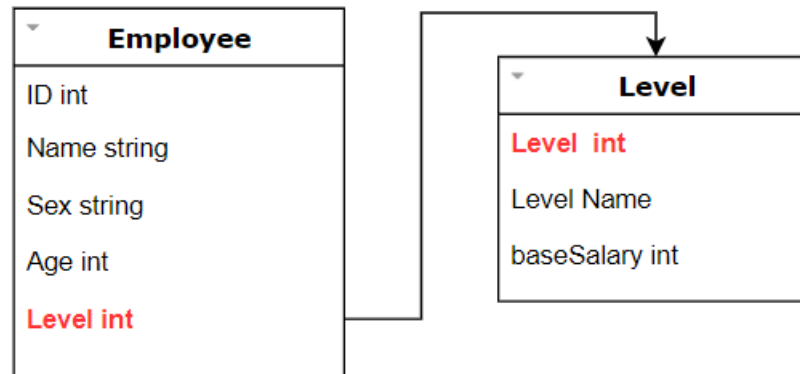 Employee
ID int
Name string
Sex string
Age int
Level int
Level
Level int
Level Name
baseSalary int